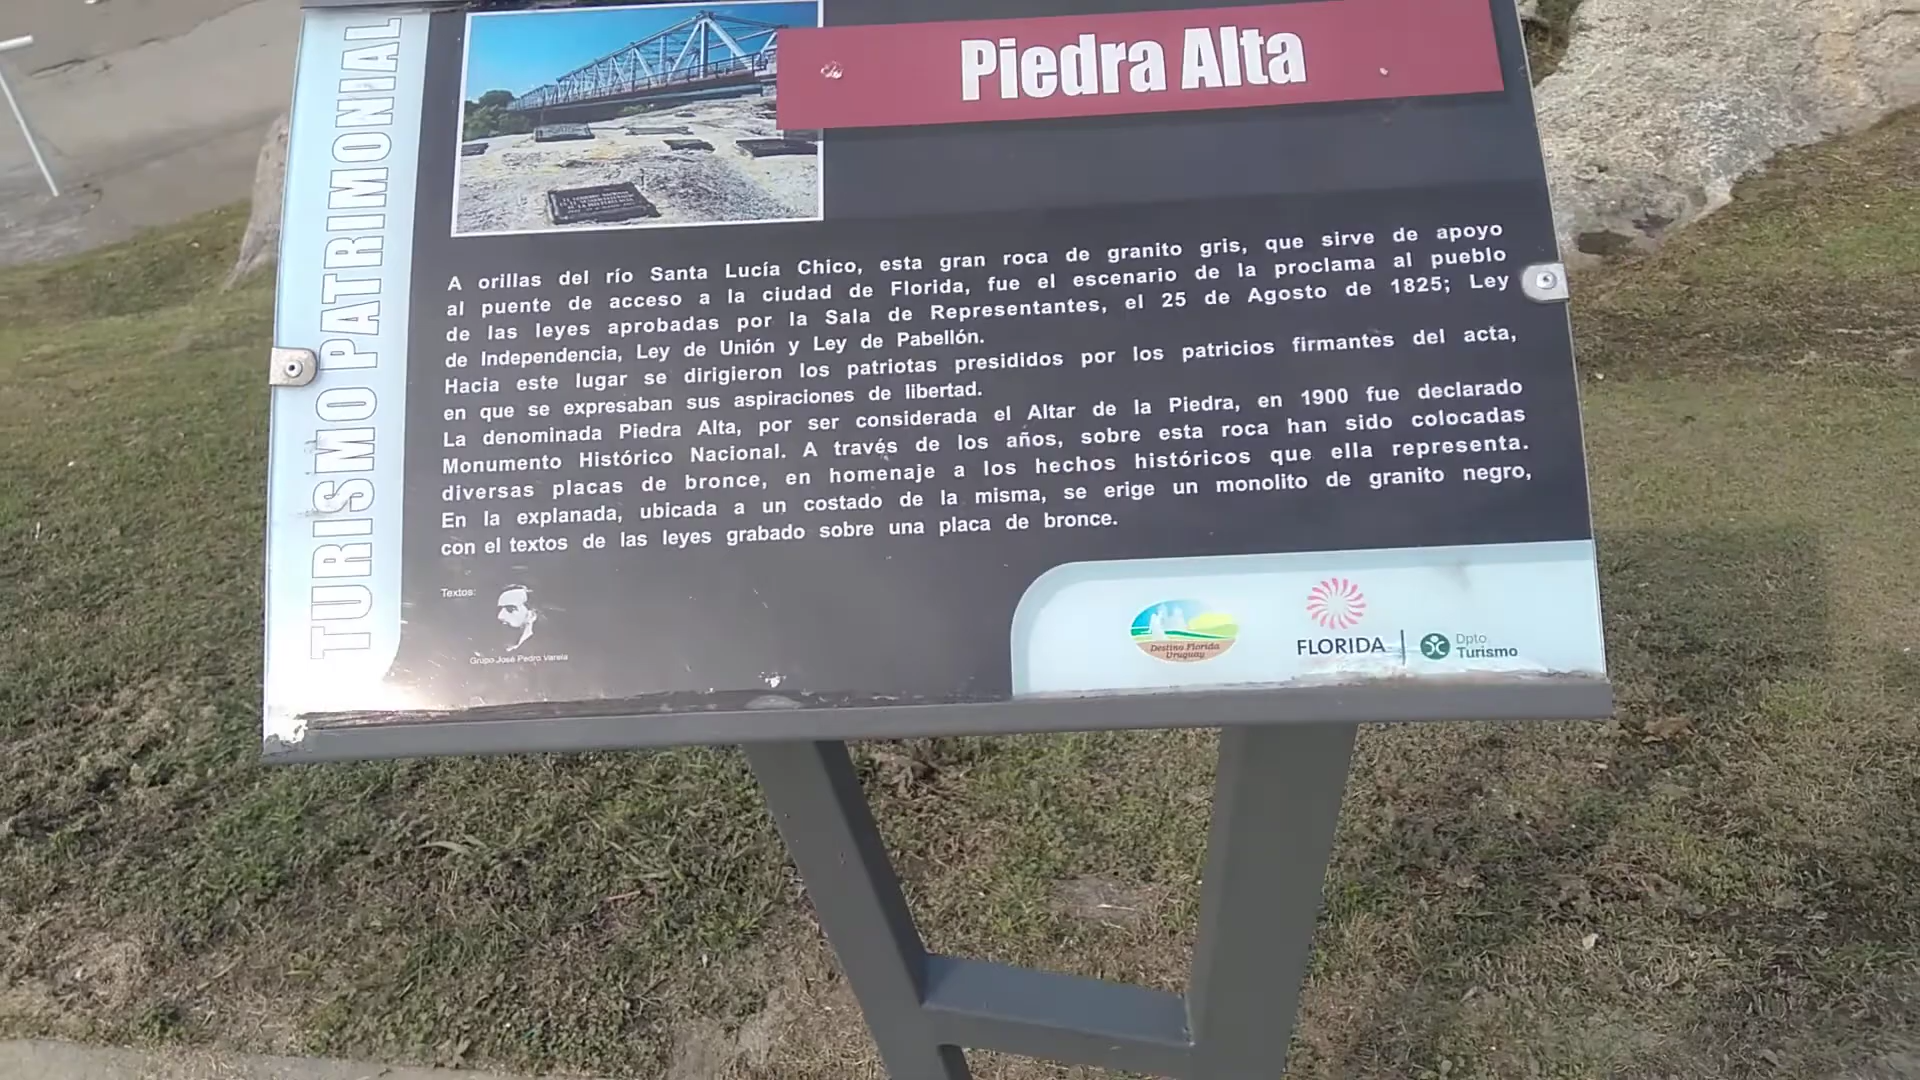 TURISMO PATRIMONIAL
Piedra Alta
A orillas del río Santa Lucía Chico, esta gran roca de granito gris, que sirve de apoyo
al puente de acceso a la ciudad de Florida, fue el escenario de la proclama al pueblo
de las leyes aprobadas por la Sala de Representantes, el 25 de Agosto de 1825; Ley
de Independencia, Ley de Unión y Ley de Pabellón.
Hacia este lugar se dirigieron los patriotas presididos por los patricios firmantes del acta,
en que se expresaban sus aspiraciones de libertad.
La denominada Piedra Alta, por ser considerada el Altar de la Piedra, en 1900 fue declarado
Monumento Histórico Nacional. A través de los años, sobre esta roca han sido colocadas
diversas placas de bronce, en homenaje a los hechos históricos que ella representa.
En la explanada, ubicada a un costado de la misma, se erige un monolito de granito negro,
con el textos de las leyes grabado sobre una placa de bronce.
Textos:
Grupo José Pedro Varela
Destino Florida
Uruguay
FLORIDA
Dpto
Turismo